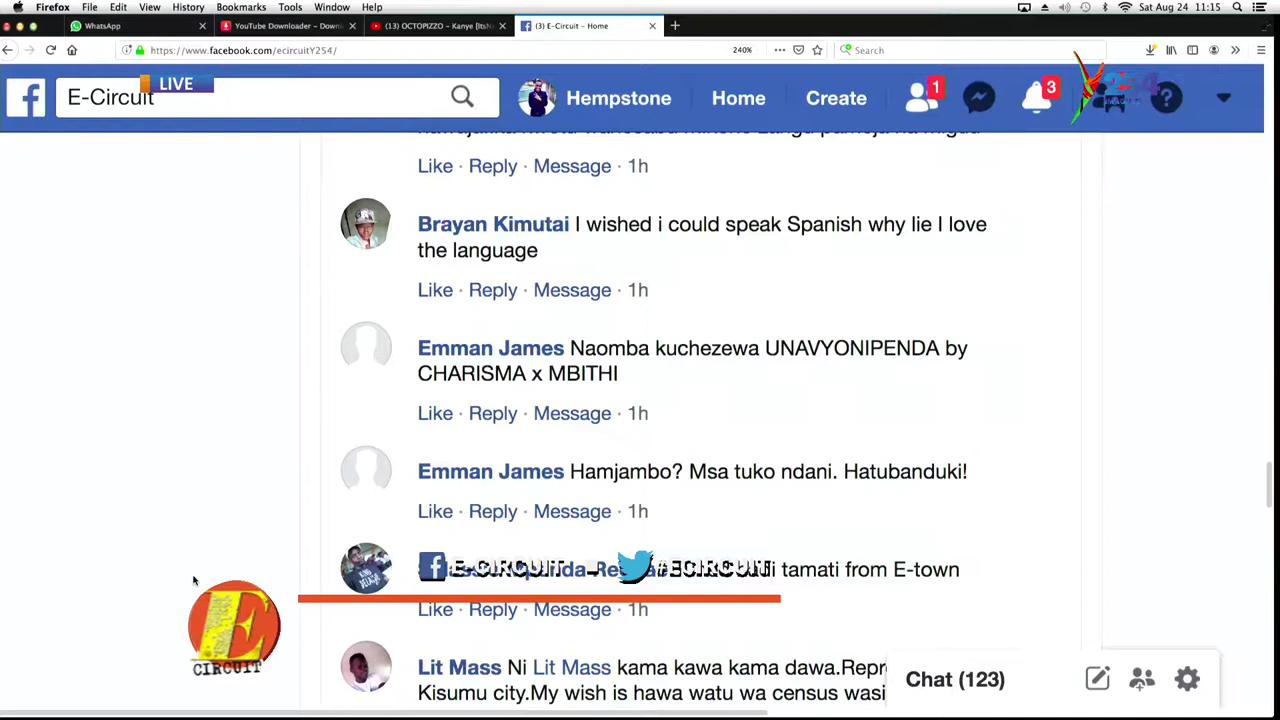 Firefox File Edit View History Bookmarks Tools Window Help Sat Aug 24 11:15
WhatsApp YouTube Downloader – Downl (13) OCTOPIZZO - Kanye [ItsN (3) E-Circuit - Home
https://www.facebook.com/ecircuitY254/ 240% Search
LIVE
E-Circuit Hempstone Home Create 1 3
Like · Reply · Message · 1h
Brayan Kimutai I wished i could speak Spanish why lie I love
the language
Like · Reply · Message · 1h
Emman James Naomba kuchezewa UNAVYONIPENDA by
CHARISMA x MBITHI
Like · Reply · Message · 1h
Emman James Hamjambo? Msa tuko ndani. Hatubanduki!
Like · Reply · Message · 1h
E-CIRCUIT - #ECIRCUIT
tamati from E-town
Like · Reply · Message · 1h
Lit Mass Ni Lit Mass kama kawa kama dawa.Repr
Kisumu city.My wish is hawa watu wa census wasi
Chat (123)
E
CIRCUIT